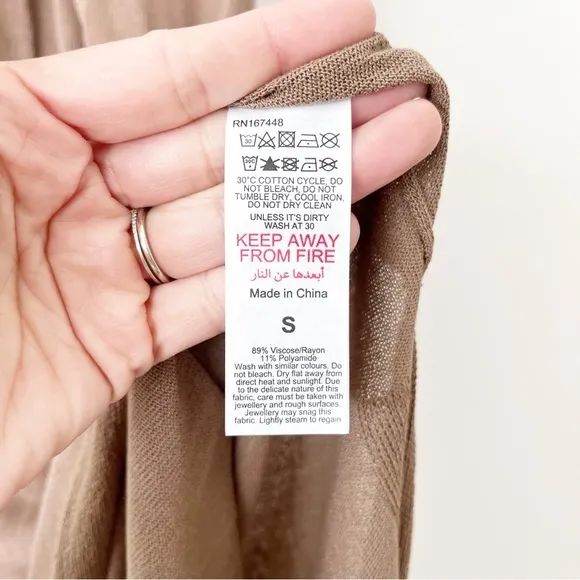 RN167448
30
30°C COTTON CYCLE, DO
NOT BLEACH, DO NOT
TUMBLE DRY, COOL IRON,
DO NOT DRY CLEAN
UNLESS IT'S DIRTY
WASH AT 30
KEEP AWAY
FROM FIRE
أبعدها عن النار
Made in China
S
89% Viscose/Rayon
11% Polyamide
Wash with similar colours. Do
not bleach. Dry flat away from
direct heat and sunlight. Due
to the delicate nature of this
fabric, care must be taken with
jewellery and rough surfaces.
Jewellery may snag this
fabric. Lightly steam to regain